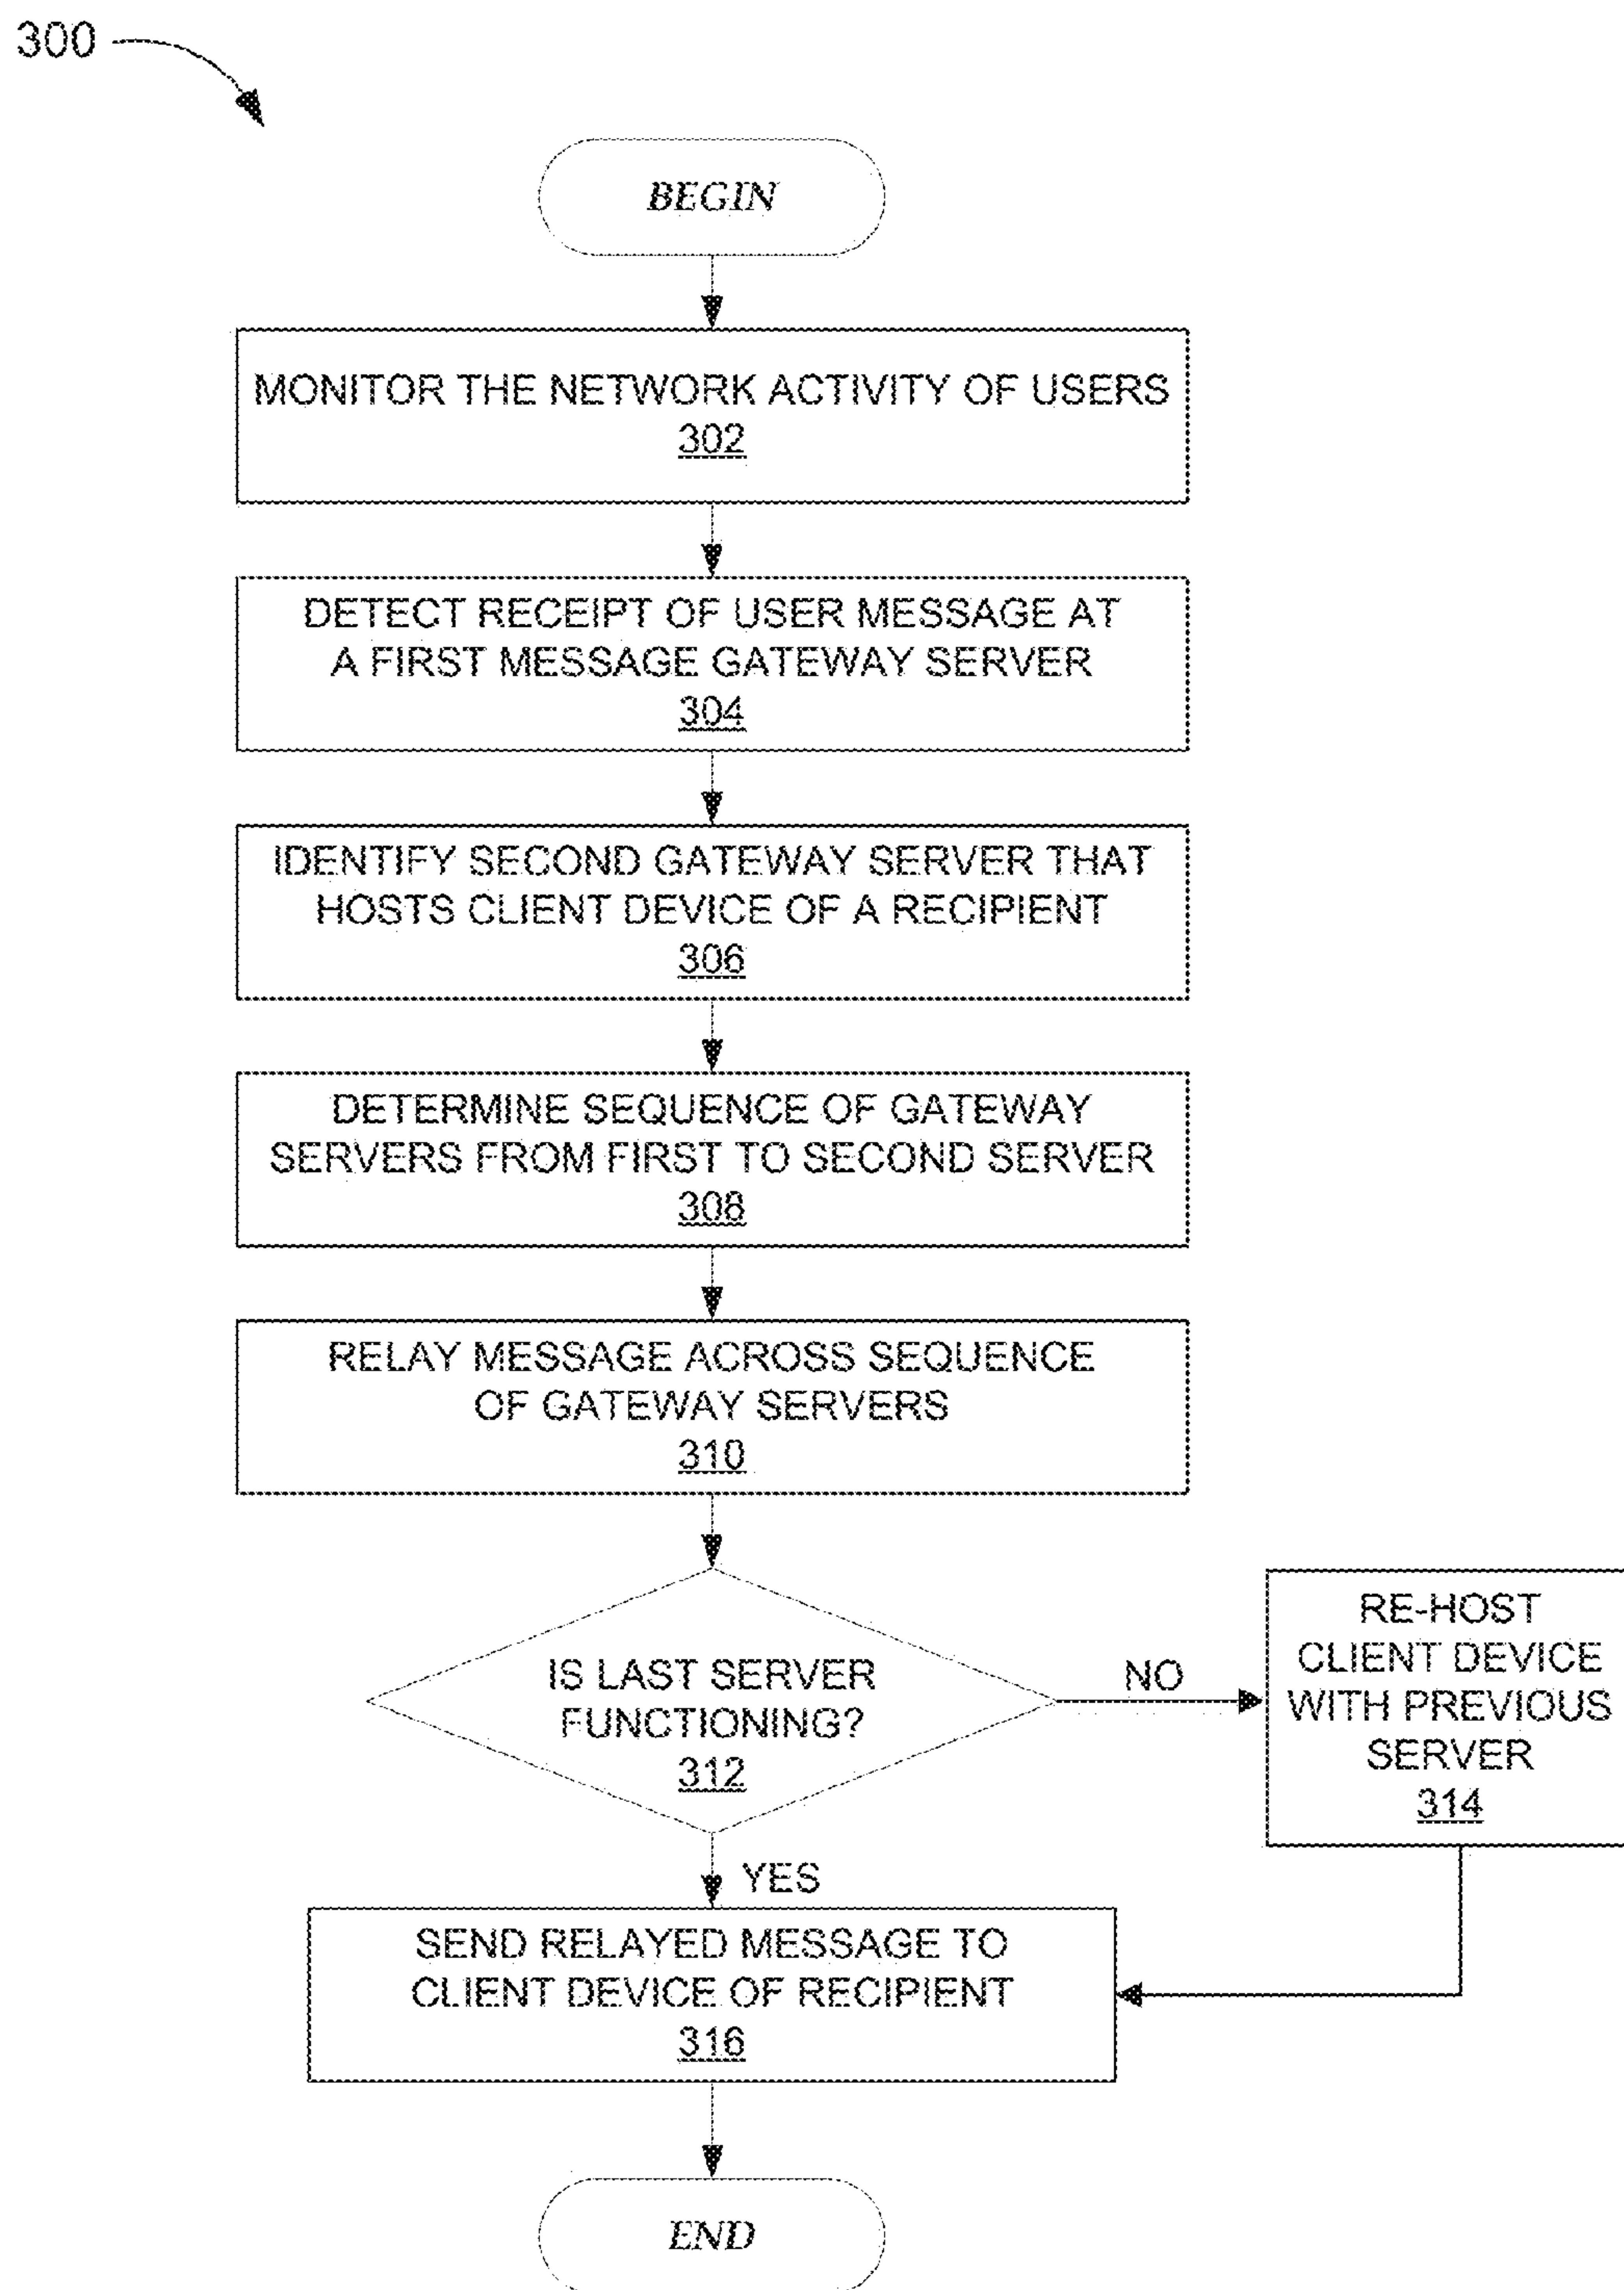 300
BEGIN
MONITOR THE NETWORK ACTIVITY OF USERS
302
DETECT RECEIPT OF USER MESSAGE AT
A FIRST MESSAGE GATEWAY SERVER
304
IDENTIFY SECOND GATEWAY SERVER THAT
HOSTS CLIENT DEVICE OF A RECIPIENT
306
DETERMINE SEQUENCE OF GATEWAY
SERVERS FROM FIRST TO SECOND SERVER
308
RELAY MESSAGE ACROSS SEQUENCE
OF GATEWAY SERVERS
310
IS LAST SERVER
FUNCTIONING?
312
NO
RE-HOST
CLIENT DEVICE
WITH PREVIOUS
SERVER
314
YES
SEND RELAYED MESSAGE TO
CLIENT DEVICE OF RECIPIENT
316
END